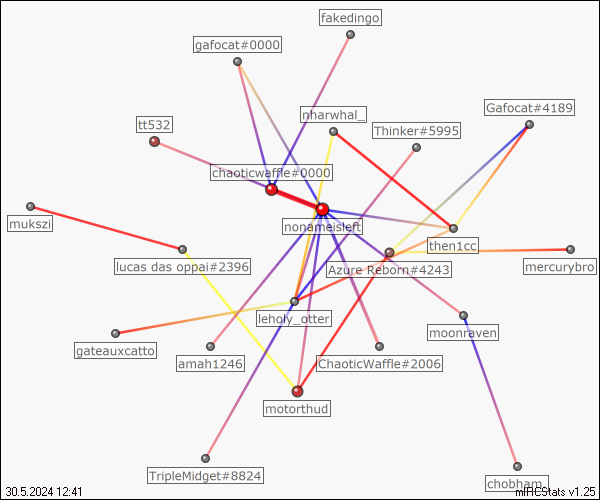 fakedingo
gafocat#0000
nharwhal_
Gafocat#4189
tt532
Thinker#5995
chaoticwaffle#0000
mukszi
nonameisleft
then1cc
lucas das oppai#2396
Azure Reborn#4243
mercurybro
leholy_otter
moonraven
gateauxcatto
amah1246
ChaoticWaffle#2006
motorthud
TripleMidget#8824
chobham_
30.5.2024 12:41
mIRCStats v1.25